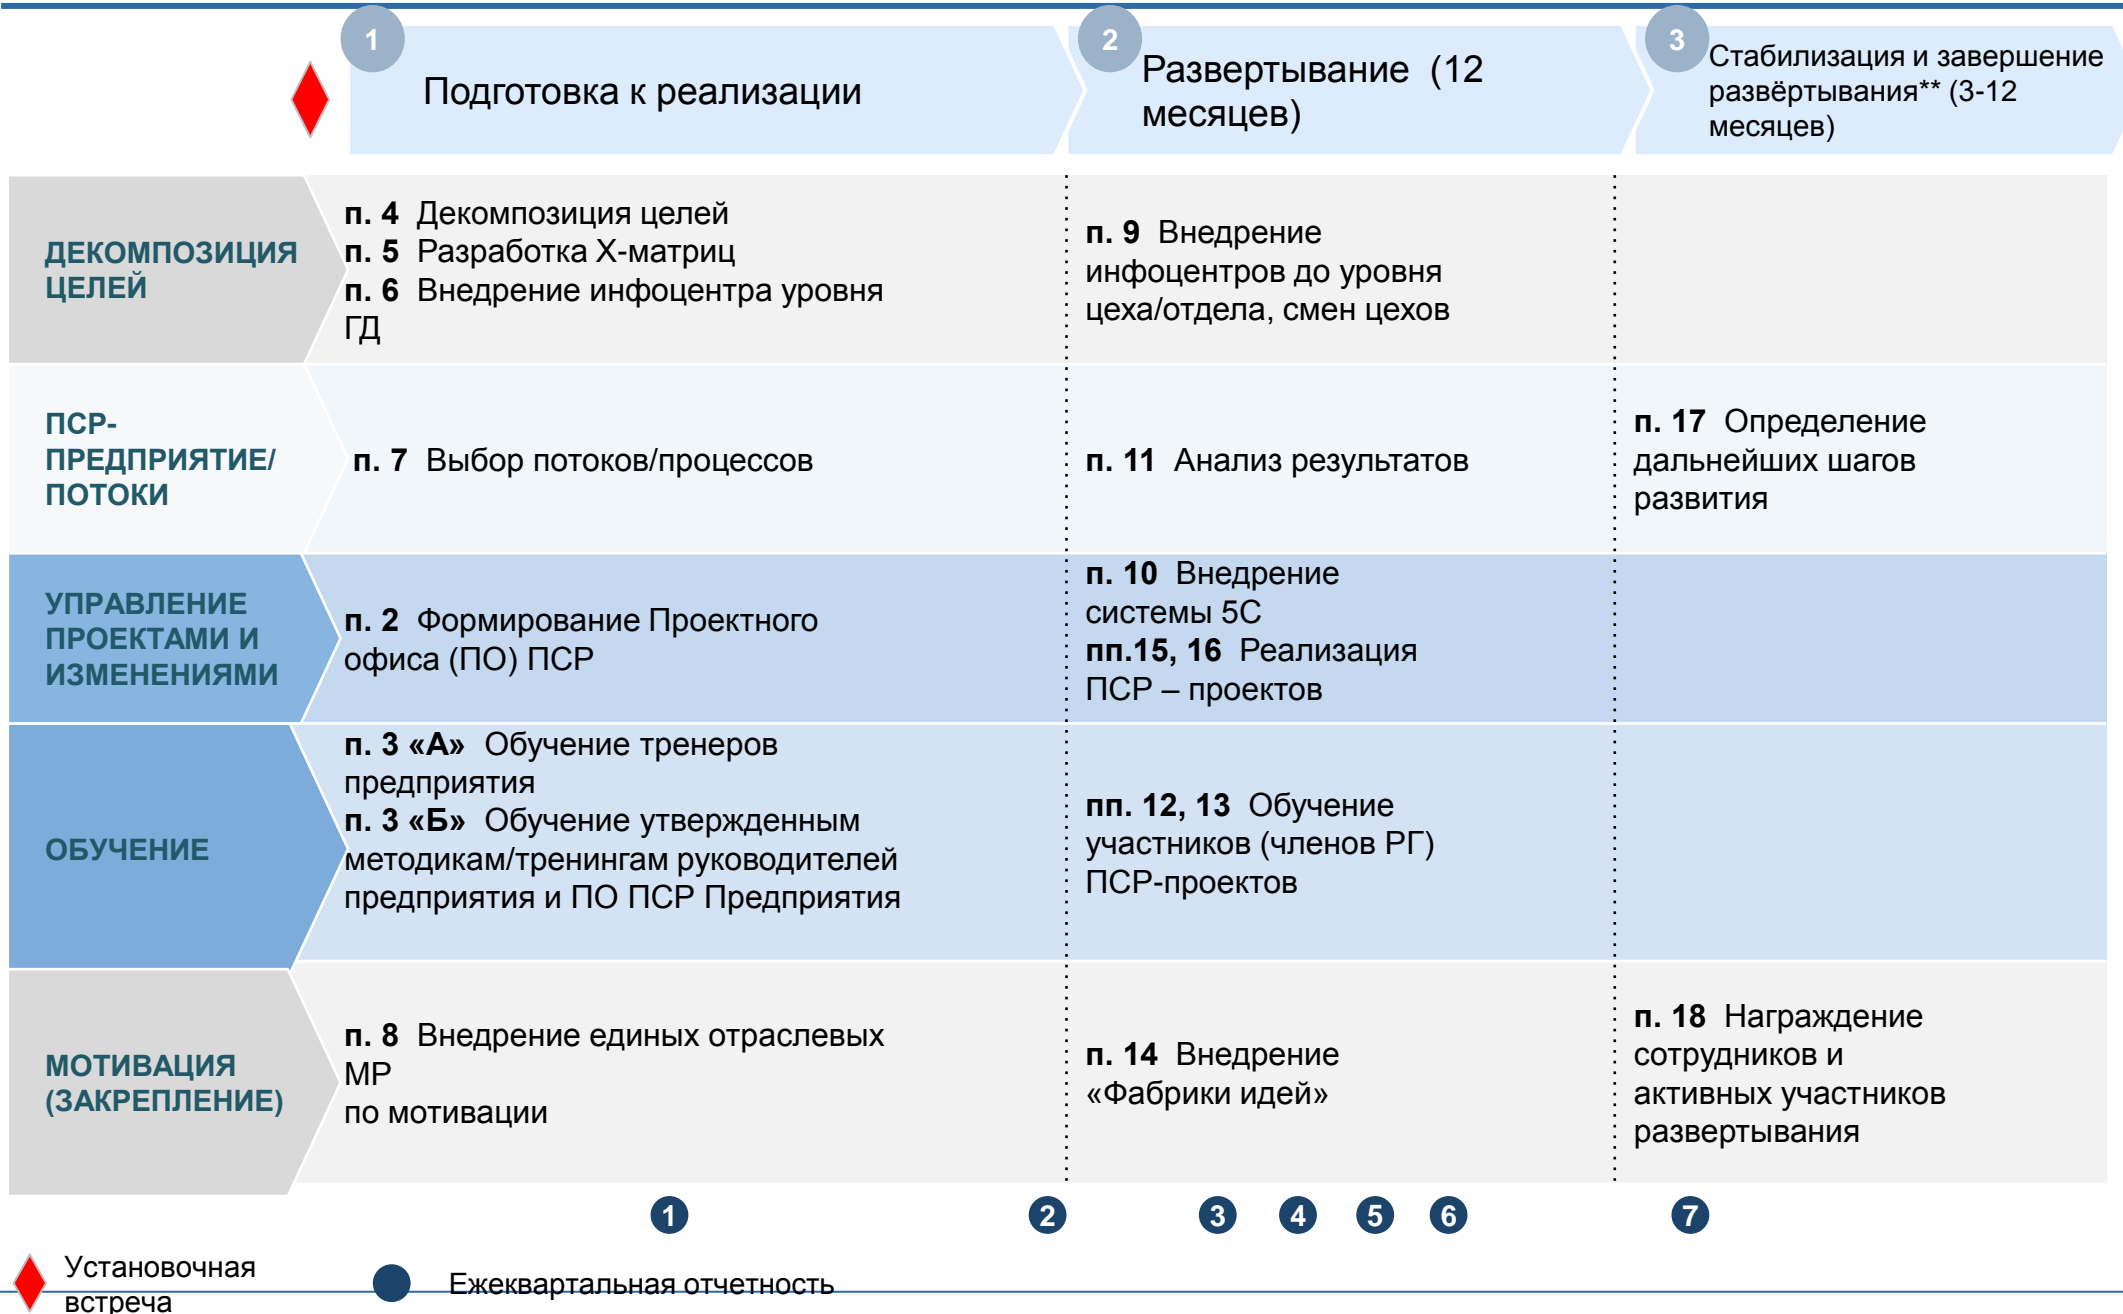 1
Подготовка к реализации
2
Развертывание (12
месяцев)
3
Стабилизация и завершение
развёртывания** (3-12
месяцев)
ДЕКОМПОЗИЦИЯ
ЦЕЛЕЙ
п. 4 Декомпозиция целей
п. 5 Разработка Х-матриц
п. 6 Внедрение инфоцентра уровня
ГД
п. 9 Внедрение
инфоцентров до уровня
цеха/отдела, смен цехов
ПСР-
ПРЕДПРИЯТИЕ/
ПОТОКИ
п. 7 Выбор потоков/процессов
п. 11 Анализ результатов
п. 17 Определение
дальнейших шагов
развития
УПРАВЛЕНИЕ
ПРОЕКТАМИ И
ИЗМЕНЕНИЯМИ
п. 2 Формирование Проектного
офиса (ПО) ПСР
п. 10 Внедрение
системы 5С
пп.15, 16 Реализация
ПСР – проектов
ОБУЧЕНИЕ
п. 3 «А» Обучение тренеров
предприятия
п. 3 «Б» Обучение утвержденным
методикам/тренингам руководителей
предприятия и ПО ПСР Предприятия
пп. 12, 13 Обучение
участников (членов РГ)
ПСР-проектов
МОТИВАЦИЯ
(ЗАКРЕПЛЕНИЕ)
п. 8 Внедрение единых отраслевых
МР
по мотивации
п. 14 Внедрение
«Фабрики идей»
п. 18 Награждение
сотрудников и
активных участников
развертывания
1 2 3 4 5 6 7
Установочная
встреча
Ежеквартальная отчетность